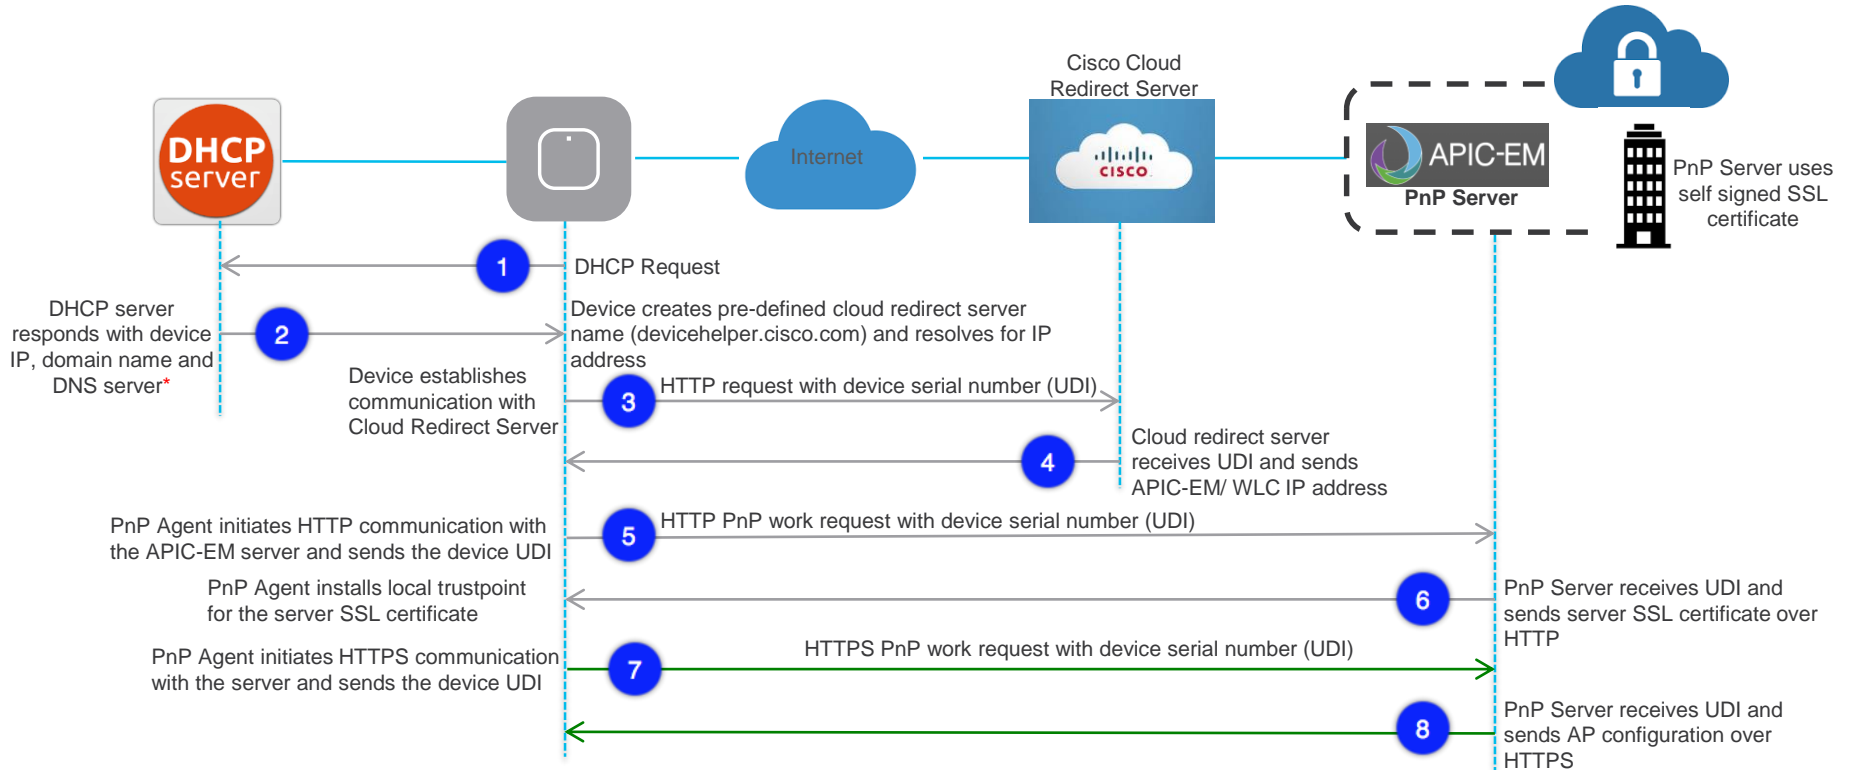 Cisco Cloud
Redirect Server
DHCP
server
Internet
CISCO
APIC-EM
PnP Server
PnP Server uses
self signed SSL
certificate
1
DHCP Request
DHCP server
responds with device
IP, domain name and
DNS server*
2
Device creates pre-defined cloud redirect server
name (devicehelper.cisco.com) and resolves for IP
address
Device establishes
communication with
Cloud Redirect Server
3
HTTP request with device serial number (UDI)
4
Cloud redirect server
receives UDI and sends
APIC-EM/ WLC IP address
PnP Agent initiates HTTP communication with
the APIC-EM server and sends the device UDI
5
HTTP PnP work request with device serial number (UDI)
PnP Agent installs local trustpoint
for the server SSL certificate
6
PnP Server receives UDI and
sends server SSL certificate over
HTTP
PnP Agent initiates HTTPS communication
with the server and sends the device UDI
7
HTTPS PnP work request with device serial number (UDI)
8
PnP Server receives UDI and
sends AP configuration over
HTTPS